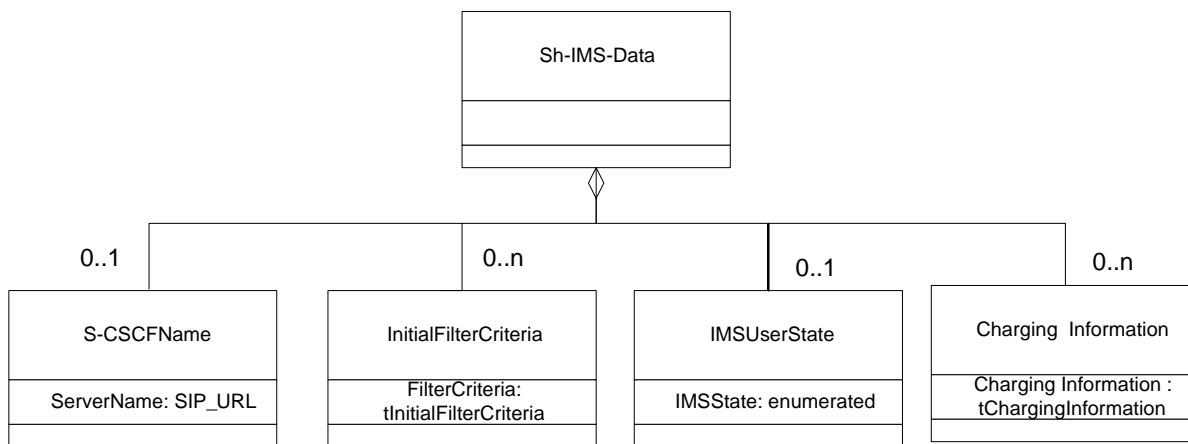 Sh-IMS-Data
0..1
0..n
0..1
0..n
S-CSCFName
InitialFilterCriteria
IMSUserState
Charging Information
ServerName: SIP_URL
FilterCriteria:
tInitialFilterCriteria
IMSState: enumerated
Charging Information :
tChargingInformation